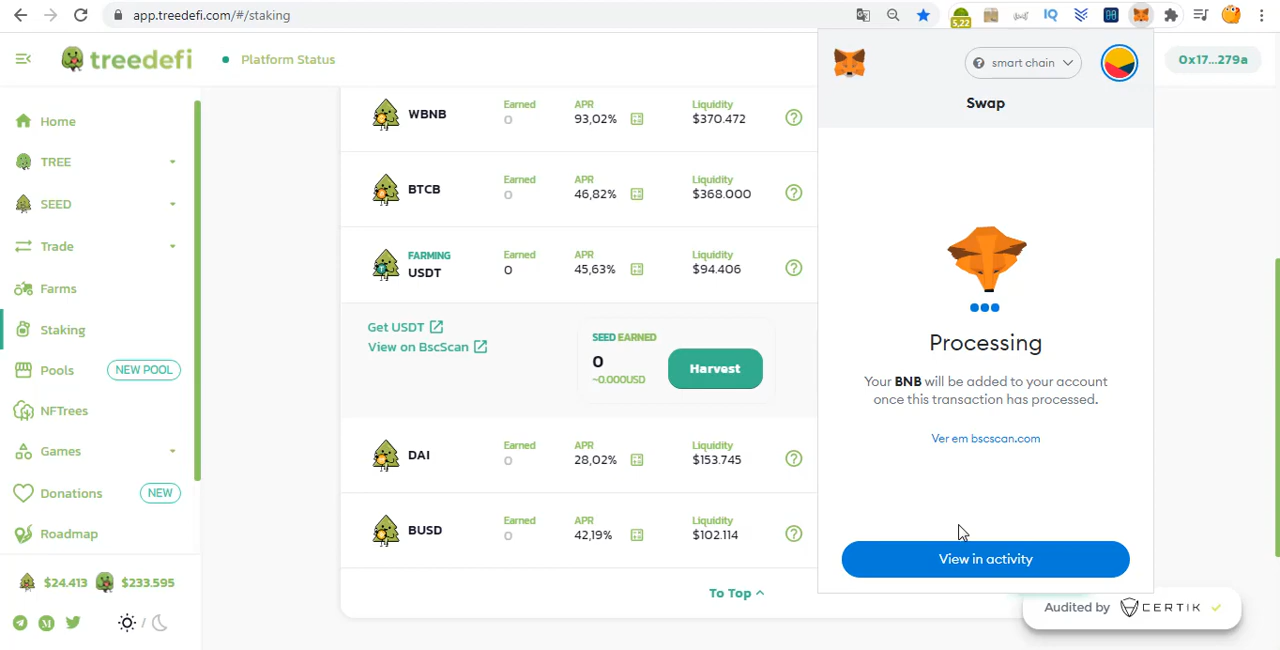 app.treedefi.com/#/staking
5,22
treedefi
Platform Status
0x17...279a
Home
TREE
SEED
Trade
Farms
Staking
Pools
NEW POOL
NFTrees
Games
Donations
NEW
Roadmap
$24.413
$233.595
/
WBNB
Earned
0
APR
93,02%
Liquidity
$370.472
BTCB
Earned
0
APR
46,82%
Liquidity
$368.000
FARMING
USDT
Earned
0
APR
45,63%
Liquidity
$94.406
Get USDT
View on BscScan
SEED EARNED
0
~0.000USD
Harvest
DAI
Earned
0
APR
28,02%
Liquidity
$153.745
BUSD
Earned
0
APR
42,19%
Liquidity
$102.114
To Top
smart chain
Swap
Processing
Your BNB will be added to your account
once this transaction has processed.
Ver em bscscan.com
View in activity
Audited by CERTIK